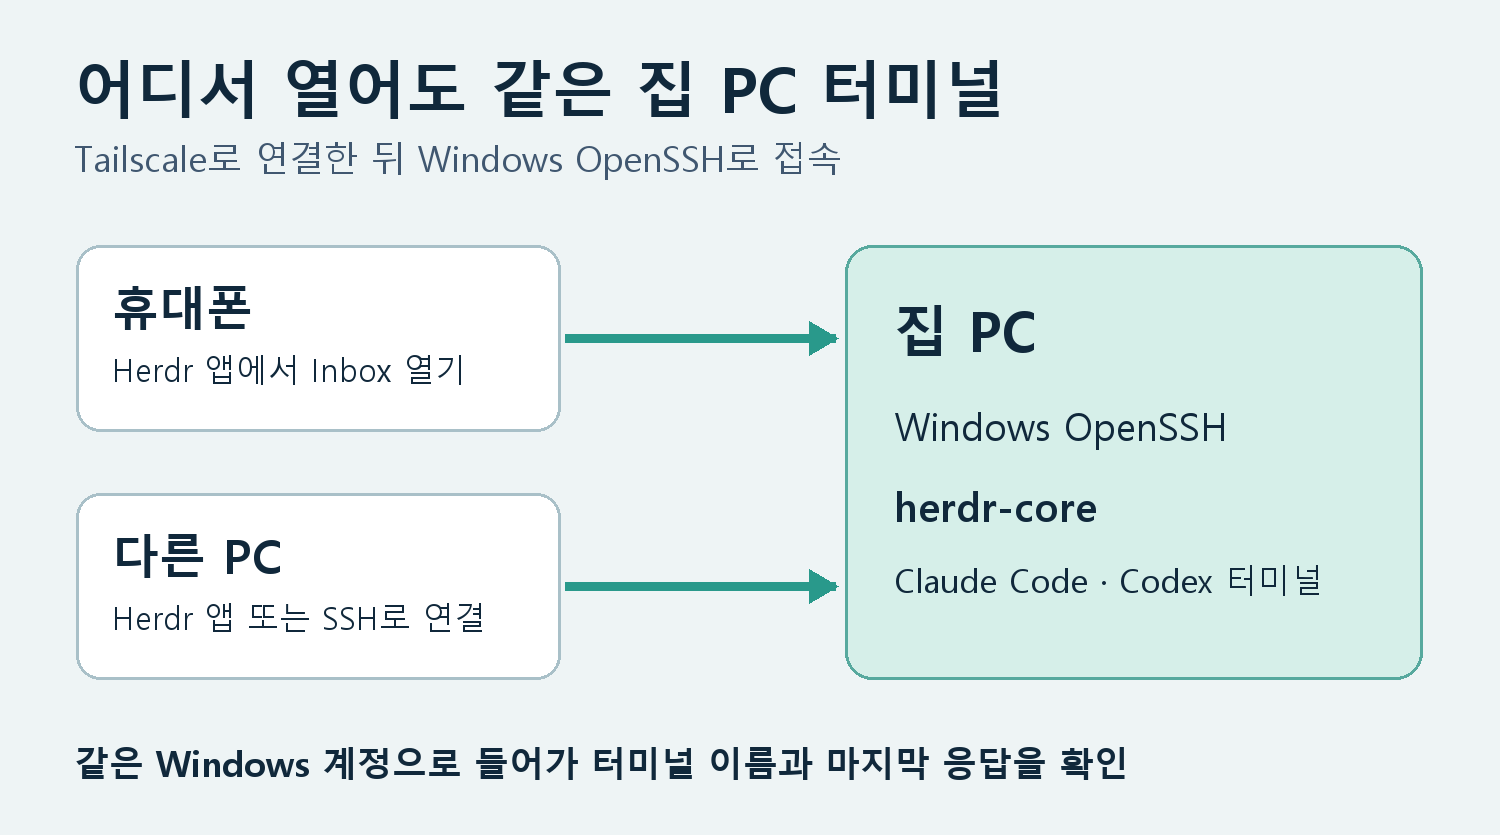 어디서 열어도 같은 집 PC 터미널
Tailscale로 연결한 뒤 Windows OpenSSH로 접속
휴대폰
Herdr 앱에서 Inbox 열기
다른 PC
Herdr 앱 또는 SSH로 연결
집 PC
Windows OpenSSH
herdr-core
Claude Code · Codex 터미널
같은 Windows 계정으로 들어가 터미널 이름과 마지막 응답을 확인